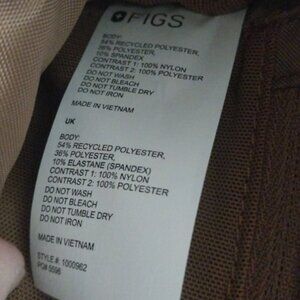 FIGS
BODY:
54% RECYCLED POLYESTER,
36% POLYESTER,
10% SPANDEX
CONTRAST 1: 100% NYLON
CONTRAST 2: 100% POLYESTER
DO NOT WASH
DO NOT BLEACH
DO NOT TUMBLE DRY
DO NOT IRON
MADE IN VIETNAM
UK
BODY:
54% RECYCLED POLYESTER,
36% POLYESTER,
10% ELASTANE (SPANDEX)
CONTRAST 1: 100% NYLON
CONTRAST 2: 100% POLYESTER
DO NOT WASH
DO NOT BLEACH
DO NOT TUMBLE DRY
DO NOT IRON
MADE IN VIETNAM
STYLE #: 1000962
PO# 5596